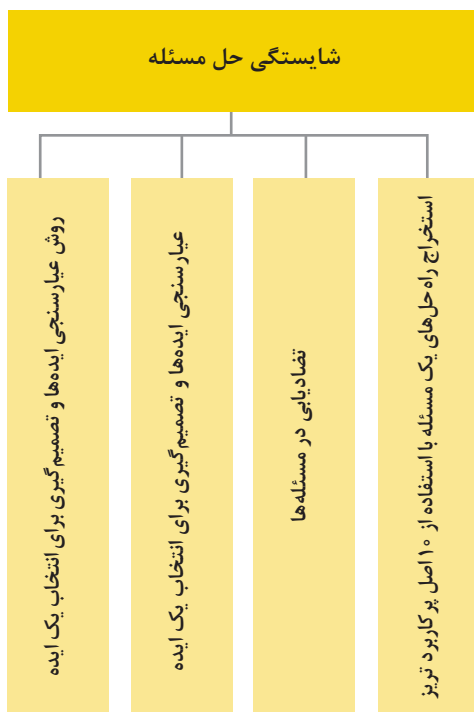 شایستگی حل مسئله
استخراج راه‌حل‌های یک مسئله با استفاده از ۱۰ اصل پرکاربرد تریز
تضادیابی در مسئله‌ها
عیارسنجی ایده‌ها و تصمیم‌گیری برای انتخاب یک ایده
روش عیارسنجی ایده‌ها و تصمیم‌گیری برای انتخاب یک ایده